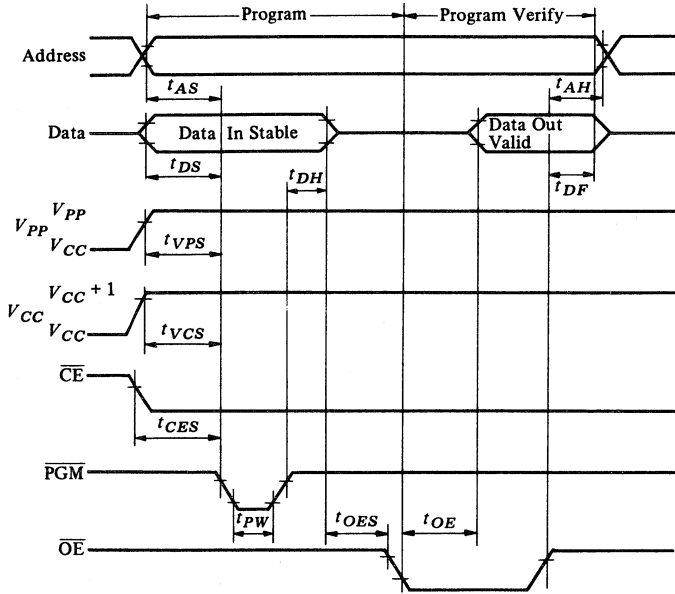 Program
Program Verify
Address
tAS
tAH
Data
Data In Stable
Data Out
Valid
tDS
tDH
tDF
VPP
VPP
VCC
tVPS
VCC + 1
VCC
VCC
tVCS
CE
tCES
PGM
tPW
tOES
tOE
OE